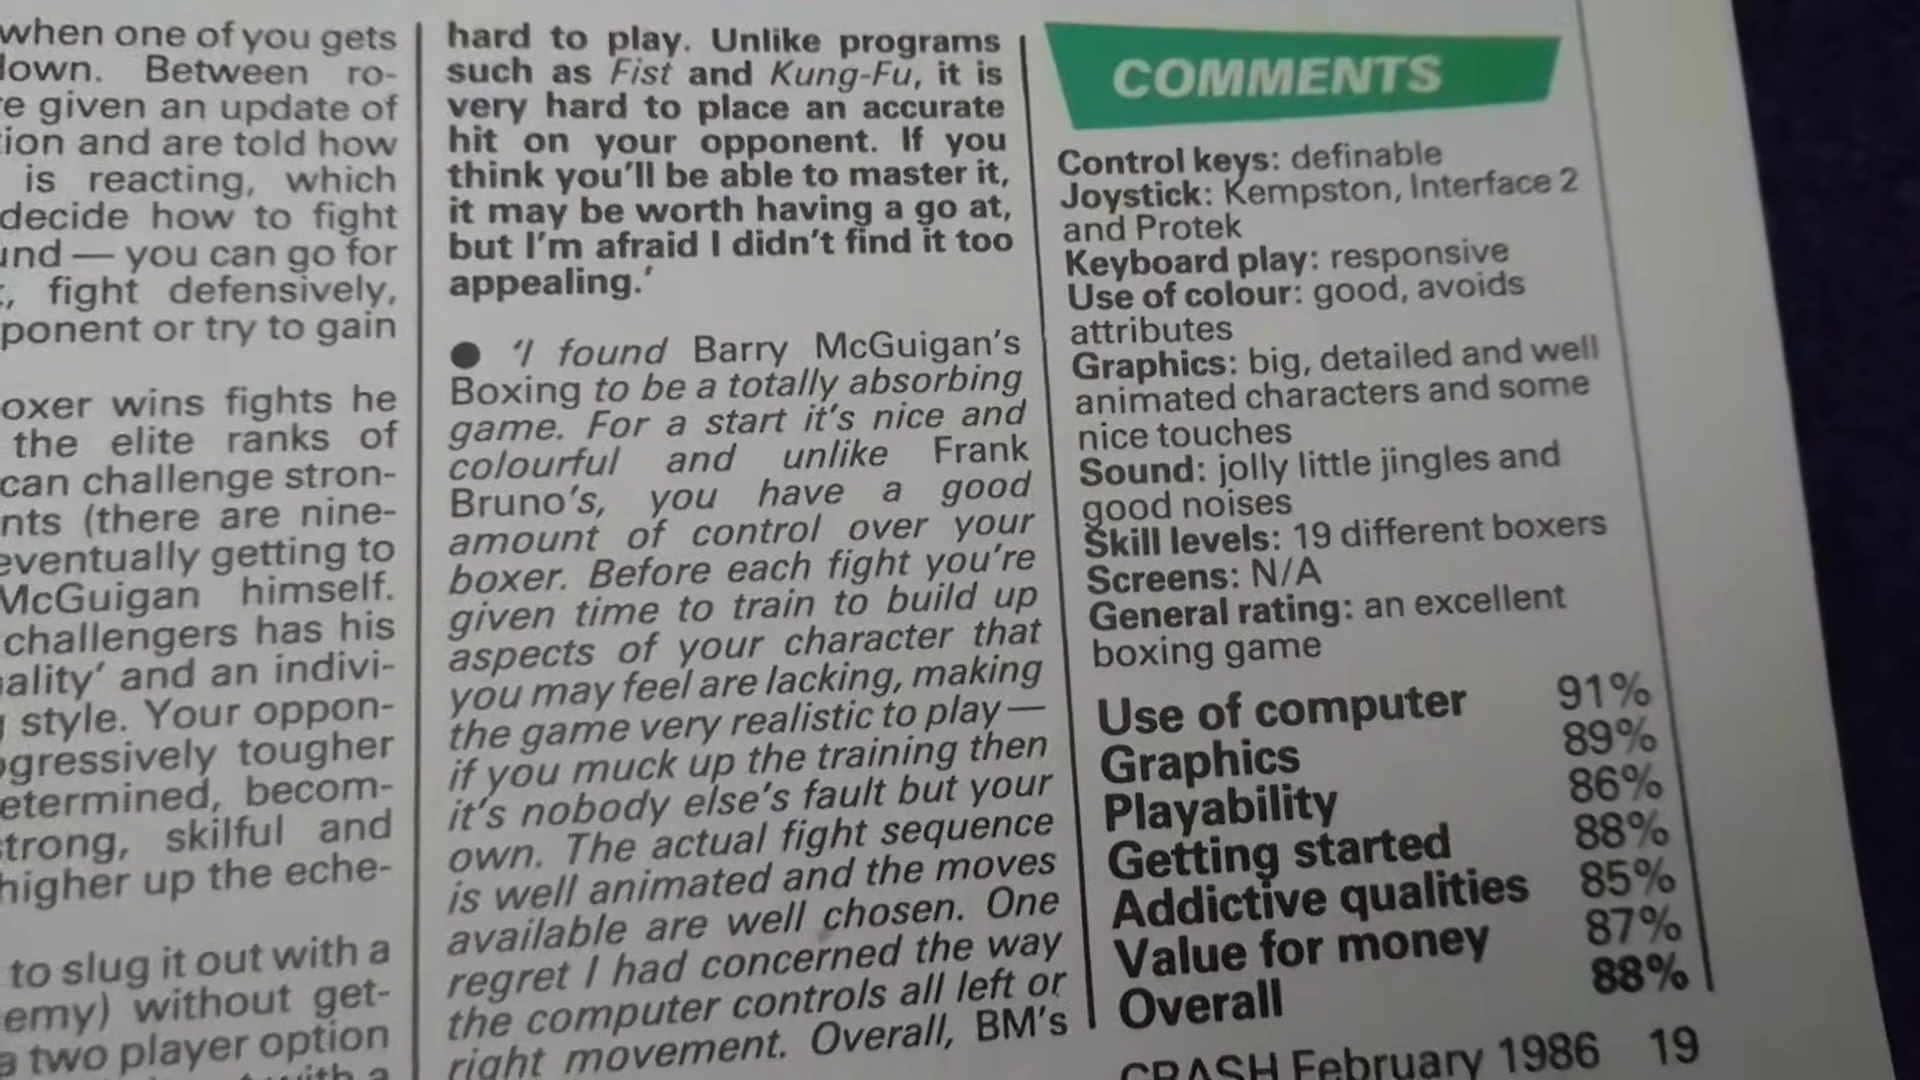 when one of you gets
down. Between ro-
re given an update of
tion and are told how
is reacting, which
decide how to fight
und — you can go for
fight defensively,
ponent or try to gain
oxer wins fights he
the elite ranks of
can challenge stron-
nts (there are nine-
eventually getting to
McGuigan himself.
challengers has his
ality' and an indivi-
style. Your oppon-
ogressively tougher
etermined, becom-
strong, skilful and
higher up the eche-
to slug it out with a
emy) without get-
a two player option
with a
hard to play. Unlike programs
such as Fist and Kung-Fu, it is
very hard to place an accurate
hit on your opponent. If you
think you'll be able to master it,
it may be worth having a go at,
but I'm afraid I didn't find it too
appealing.'
● 'I found Barry McGuigan's
Boxing to be a totally absorbing
game. For a start it's nice and
colourful and unlike Frank
Bruno's, you have a good
amount of control over your
boxer. Before each fight you're
given time to train to build up
aspects of your character that
you may feel are lacking, making
the game very realistic to play —
if you muck up the training then
it's nobody else's fault but your
own. The actual fight sequence
is well animated and the moves
available are well chosen. One
regret I had concerned the way
the computer controls all left or
right movement. Overall, BM's
COMMENTS
Control keys: definable
Joystick: Kempston, Interface 2
and Protek
Keyboard play: responsive
Use of colour: good, avoids
attributes
Graphics: big, detailed and well
animated characters and some
nice touches
Sound: jolly little jingles and
good noises
Skill levels: 19 different boxers
Screens: N/A
General rating: an excellent
boxing game
Use of computer 91%
Graphics 89%
Playability 86%
Getting started 88%
Addictive qualities 85%
Value for money 87%
Overall 88%
CRASH February 1986 19